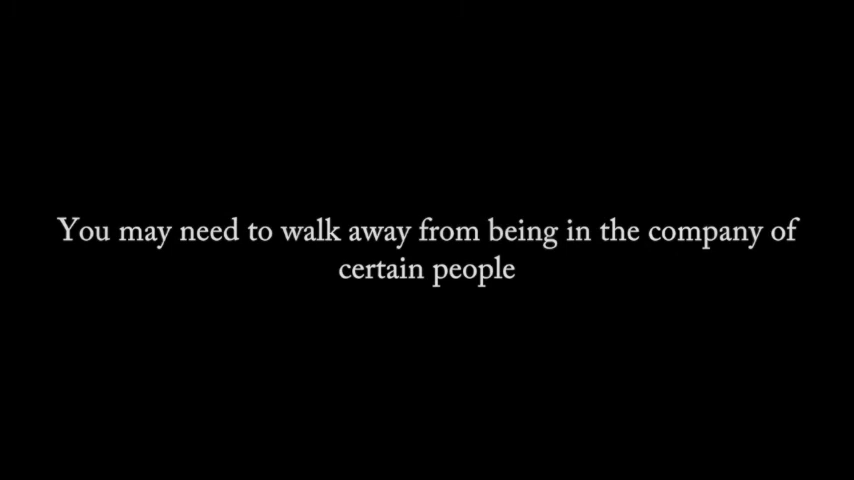 You may need to walk away from being in the company of
certain people